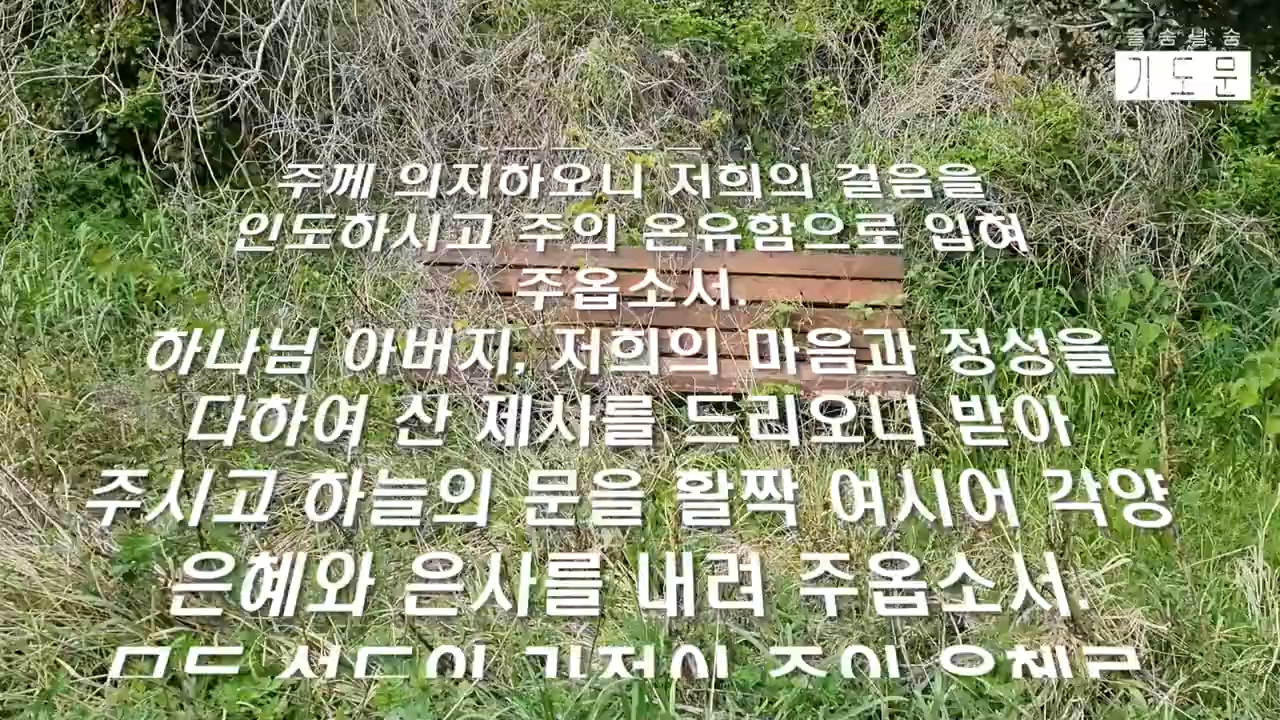 기도문
주께 의지하오니 저희의 걸음을
인도하시고 주의 온유함으로 입혀
주옵소서.
하나님 아버지, 저희의 마음과 정성을
다하여 산 제사를 드리오니 받아
주시고 하늘의 문을 활짝 여시어 각양
은혜와 은사를 내려 주옵소서.